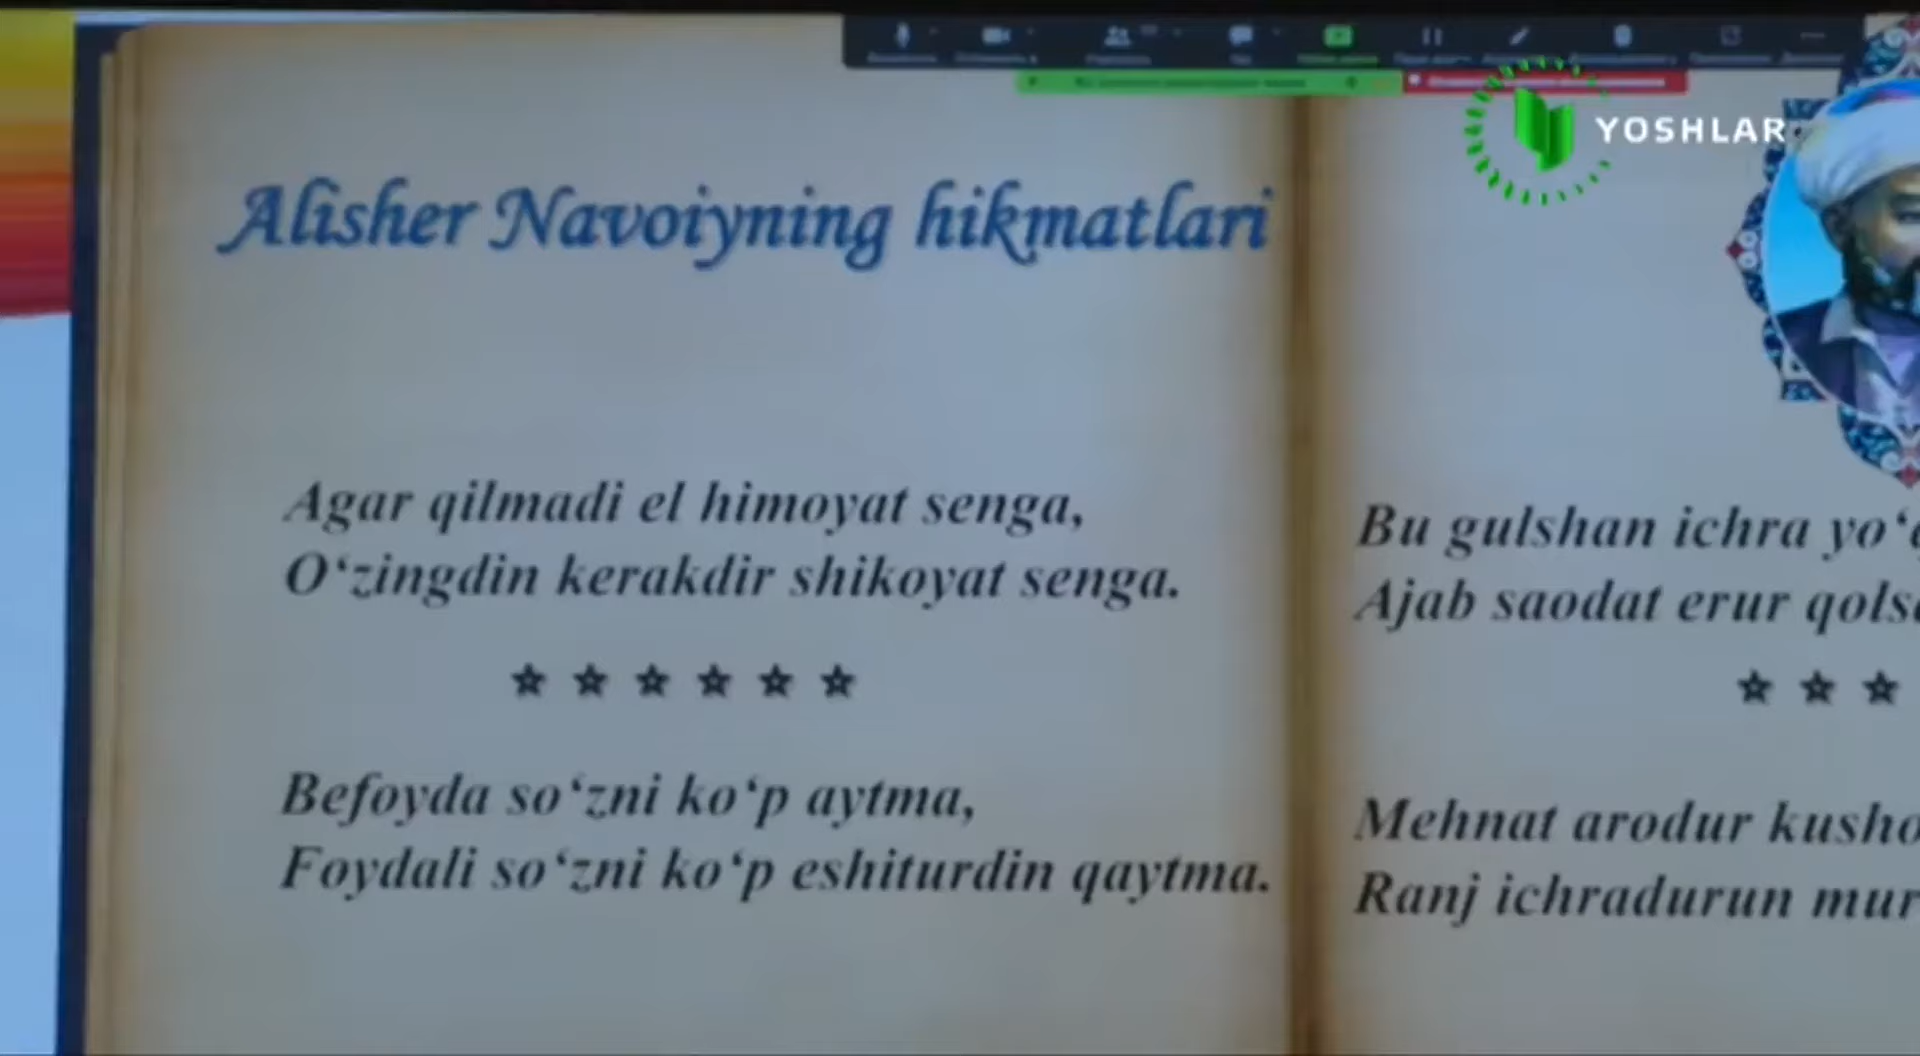 YOSHLAR
Alisher Navoiyning hikmatlari
Agar qilmadi el himoyat senga,
O‘zingdin kerakdir shikoyat senga.
Befoyda so‘zni ko‘p aytma,
Foydali so‘zni ko‘p eshiturdin qaytma.
Bu gulshan ichra
Ajab saodat erur
Mehnat arodur
Ranj ichradurun